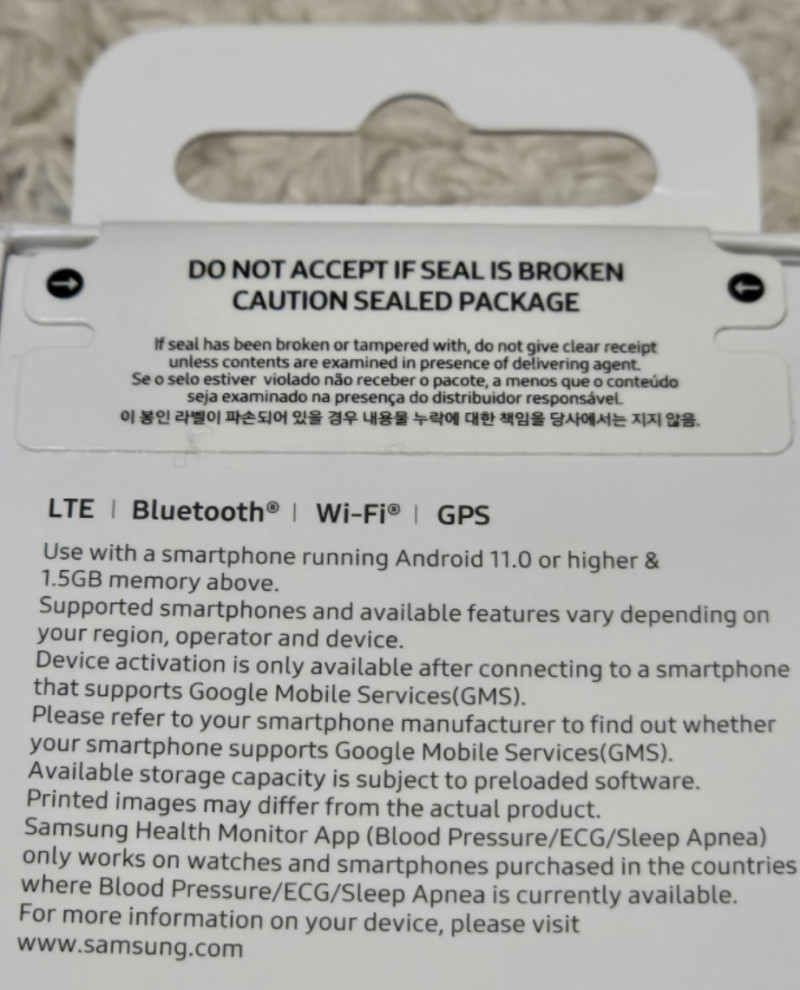 DO NOT ACCEPT IF SEAL IS BROKEN
CAUTION SEALED PACKAGE
If seal has been broken or tampered with, do not give clear receipt
unless contents are examined in presence of delivering agent.
Se o selo estiver violado não receber o pacote, a menos que o conteúdo
seja examinado na presença do distribuidor responsável.
이 봉인 라벨이 파손되어 있을 경우 내용물 누락에 대한 책임을 당사에서는 지지 않음.
LTE | Bluetooth® | Wi-Fi® | GPS
Use with a smartphone running Android 11.0 or higher &
1.5GB memory above.
Supported smartphones and available features vary depending on
your region, operator and device.
Device activation is only available after connecting to a smartphone
that supports Google Mobile Services(GMS).
Please refer to your smartphone manufacturer to find out whether
your smartphone supports Google Mobile Services(GMS).
Available storage capacity is subject to preloaded software.
Printed images may differ from the actual product.
Samsung Health Monitor App (Blood Pressure/ECG/Sleep Apnea)
only works on watches and smartphones purchased in the countries
where Blood Pressure/ECG/Sleep Apnea is currently available.
For more information on your device, please visit
www.samsung.com